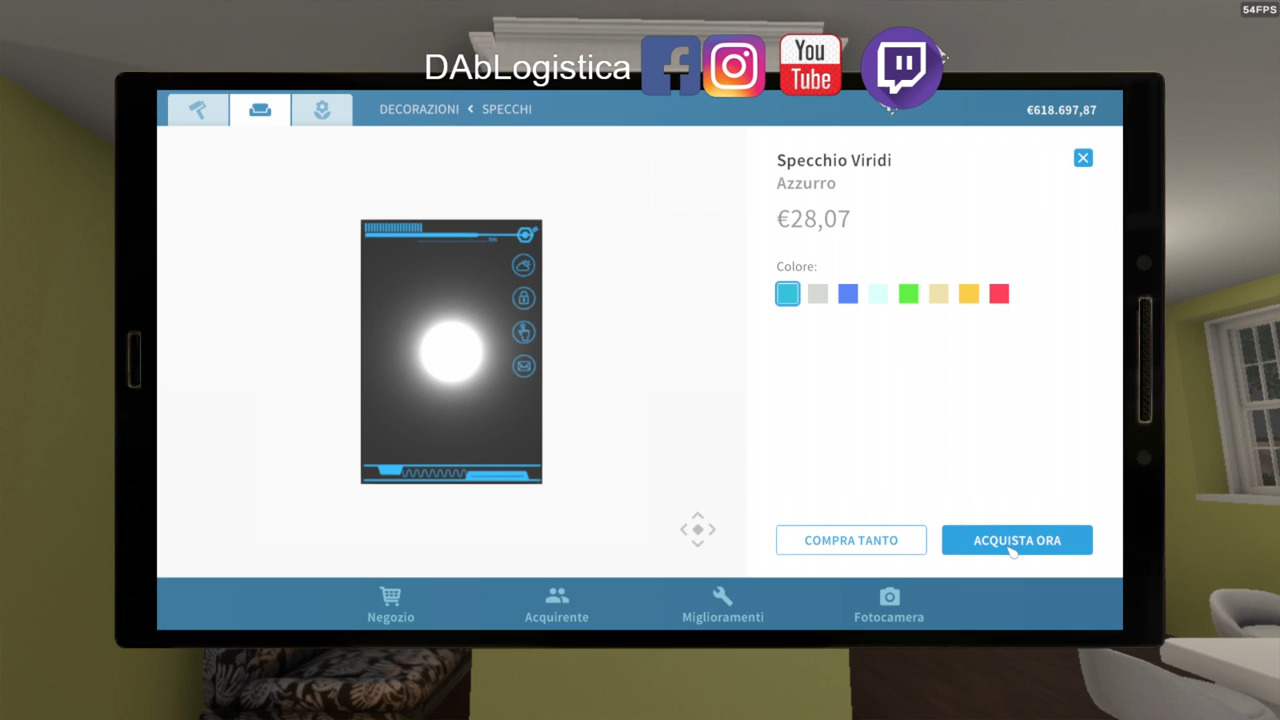 54FPS
DAbLogistica
You
Tube
DECORAZIONI < SPECCHI
€618.697,87
Specchio Viridi
Azzurro
€28,07
Colore:
COMPRA TANTO
ACQUISTA ORA
Negozio
Acquirente
Miglioramenti
Fotocamera